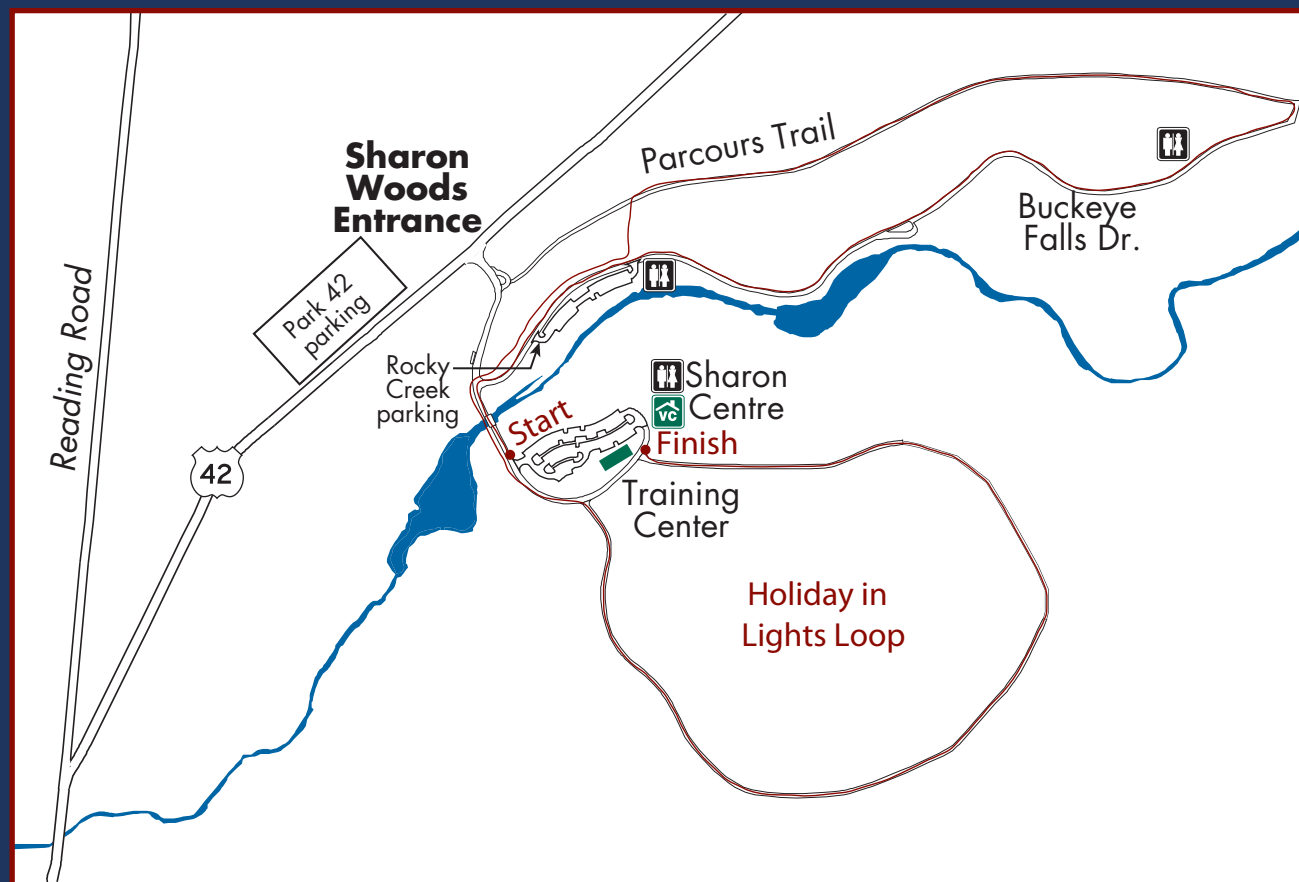 Sharon
Woods
Entrance
Parcours Trail
Buckeye
Falls Dr.
Park 42
parking
Reading Road
Rocky
Creek
parking
42
Start
Sharon
Centre
VC
Finish
Training
Center
Holiday in
Lights Loop